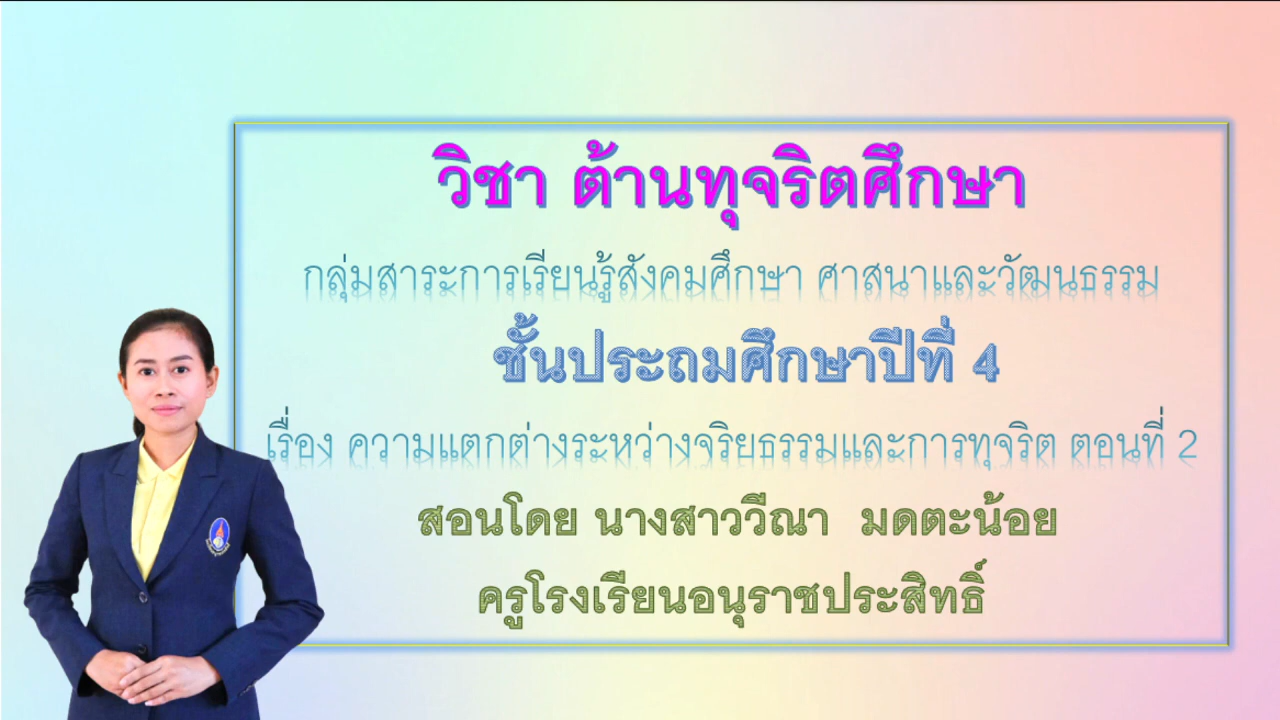 วิชา ต้านทุจริตศึกษา
กลุ่มสาระการเรียนรู้สังคมศึกษา ศาสนาและวัฒนธรรม
ชั้นประถมศึกษาปีที่ 4
เรื่อง ความแตกต่างระหว่างจริยธรรมและการทุจริต ตอนที่ 2
สอนโดย นางสาววีณา มดตะน้อย
ครูโรงเรียนอนุราชประสิทธิ์